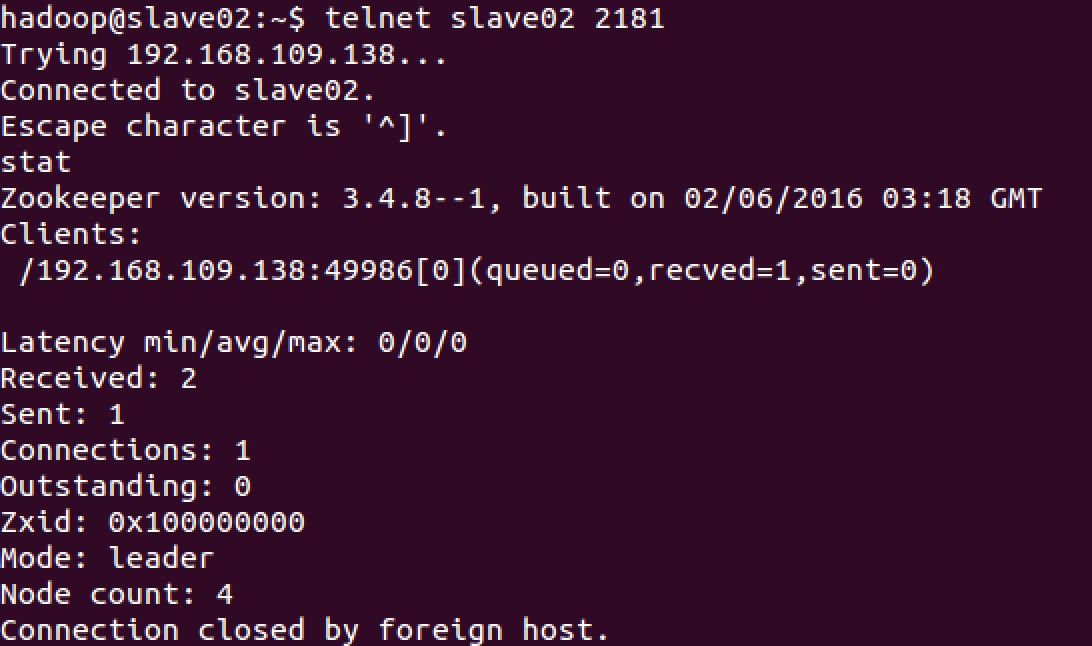 hadoop@slave02:~$ telnet slave02 2181
Trying 192.168.109.138...
Connected to slave02.
Escape character is '^]'.
stat
Zookeeper version: 3.4.8--1, built on 02/06/2016 03:18 GMT
Clients:
 /192.168.109.138:49986[0](queued=0,recved=1,sent=0)

Latency min/avg/max: 0/0/0
Received: 2
Sent: 1
Connections: 1
Outstanding: 0
Zxid: 0x100000000
Mode: leader
Node count: 4
Connection closed by foreign host.